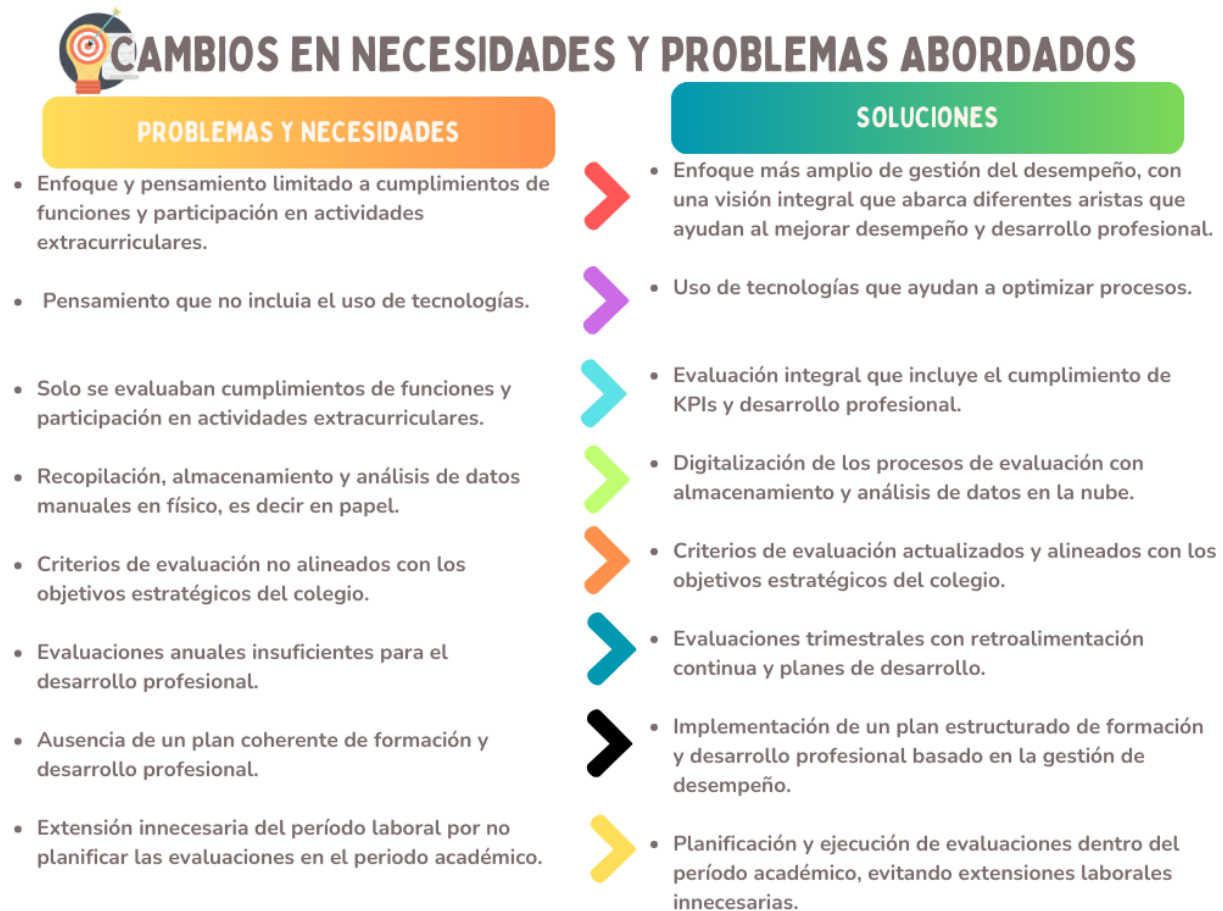 CAMBIOS EN NECESIDADES Y PROBLEMAS ABORDADOS
PROBLEMAS Y NECESIDADES
• Enfoque y pensamiento limitado a cumplimientos de
funciones y participación en actividades
extracurriculares.
• Pensamiento que no incluia el uso de tecnologías.
• Solo se evaluaban cumplimientos de funciones y
participación en actividades extracurriculares.
• Recopilación, almacenamiento y análisis de datos
manuales en físico, es decir en papel.
• Criterios de evaluación no alineados con los
objetivos estratégicos del colegio.
• Evaluaciones anuales insuficientes para el
desarrollo profesional.
• Ausencia de un plan coherente de formación y
desarrollo profesional.
• Extensión innecesaria del período laboral por no
planificar las evaluaciones en el periodo académico.
SOLUCIONES
• Enfoque más amplio de gestión del desempeño, con
una visión integral que abarca diferentes aristas que
ayudan al mejorar desempeño y desarrollo profesional.
• Uso de tecnologías que ayudan a optimizar procesos.
• Evaluación integral que incluye el cumplimiento de
KPIs y desarrollo profesional.
• Digitalización de los procesos de evaluación con
almacenamiento y análisis de datos en la nube.
• Criterios de evaluación actualizados y alineados con los
objetivos estratégicos del colegio.
• Evaluaciones trimestrales con retroalimentación
continua y planes de desarrollo.
• Implementación de un plan estructurado de formación
y desarrollo profesional basado en la gestión de
desempeño.
• Planificación y ejecución de evaluaciones dentro del
período académico, evitando extensiones laborales
innecesarias.